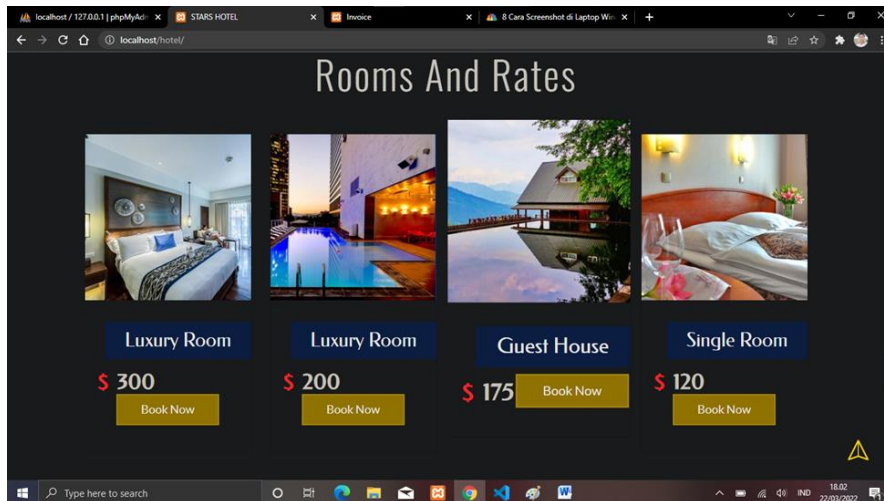 localhost / 127.0.0.1 | phpMyAdm
STARS HOTEL
Invoice
8 Cara Screenshot di Laptop Win
localhost/hotel/
Rooms And Rates
Luxury Room
Luxury Room
Guest House
Single Room
$ 300
$ 200
$ 175
$ 120
Book Now
Book Now
Book Now
Book Now
Type here to search
IND
18.02
22/03/2022